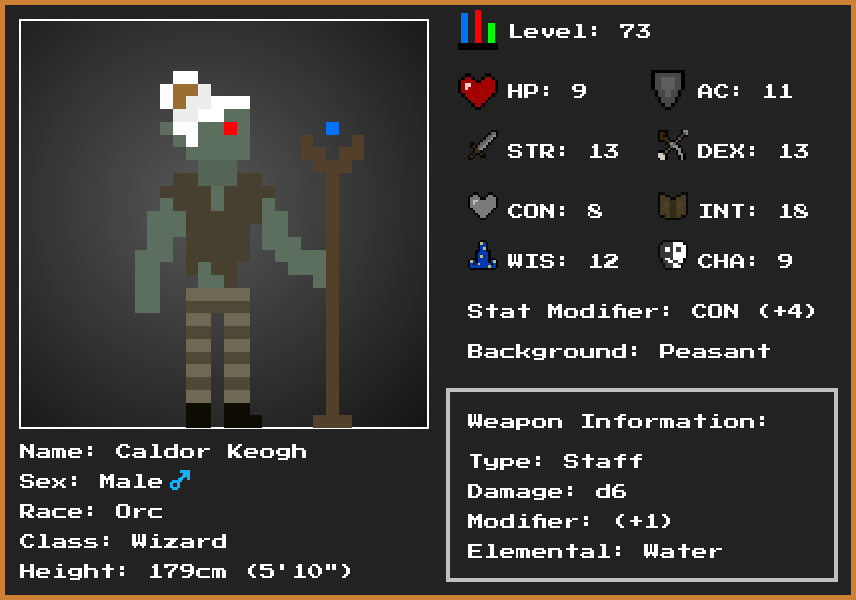 Level: 73
HP: 9
AC: 11
STR: 13
DEX: 13
CON: 8
INT: 18
WIS: 12
CHA: 9
Stat Modifier: CON (+4)
Background: Peasant
Weapon Information:
Type: Staff
Damage: d6
Modifier: (+1)
Elemental: Water
Name: Caldor Keogh
Sex: Male♂
Race: Orc
Class: Wizard
Height: 179cm (5'10")